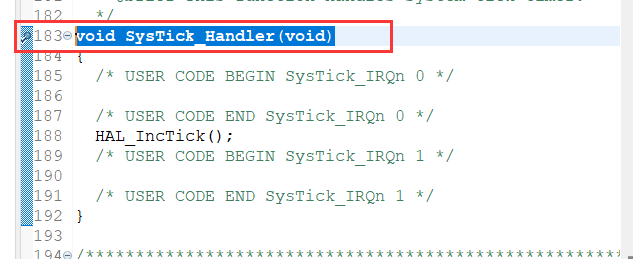 */
183 void SysTick_Handler(void)
184 {
185 /* USER CODE BEGIN SysTick_IRQn 0 */
186
187 /* USER CODE END SysTick_IRQn 0 */
188 HAL_IncTick();
189 /* USER CODE BEGIN SysTick_IRQn 1 */
190
191 /* USER CODE END SysTick_IRQn 1 */
192 }
193
194 /******************************************************